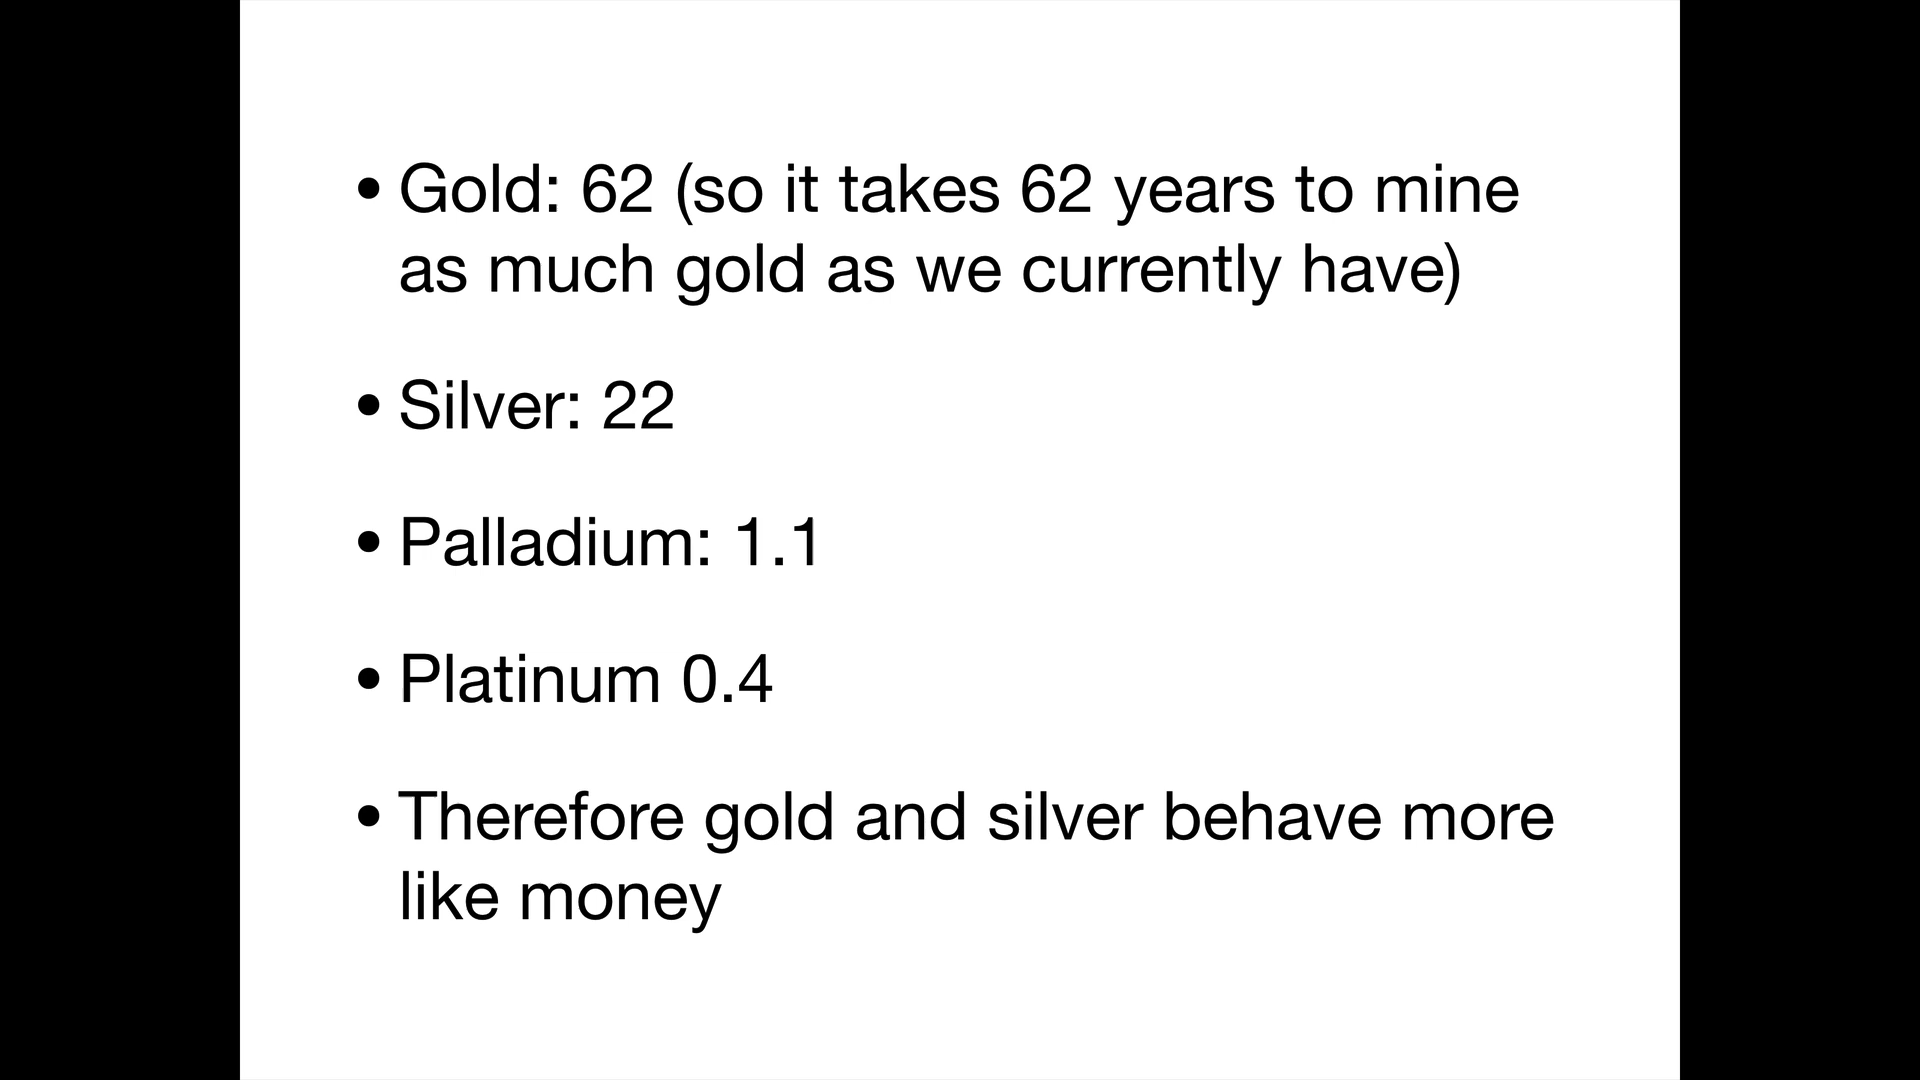 • Gold: 62 (so it takes 62 years to mine
as much gold as we currently have)
• Silver: 22
• Palladium: 1.1
• Platinum 0.4
• Therefore gold and silver behave more
like money